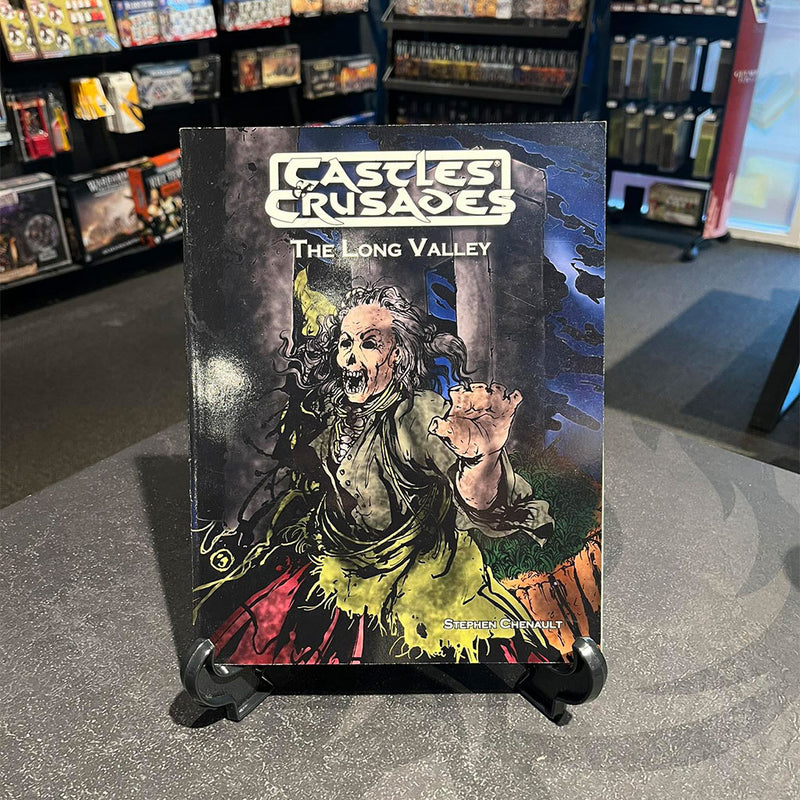 CASTLES®
& CRUSADES
THE LONG VALLEY
STEPHEN CHENAULT